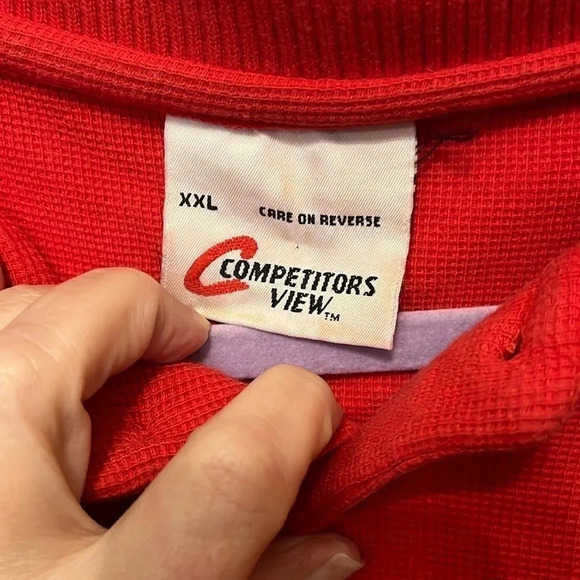 XXL CARE ON REVERSE
COMPETITORS
VIEW™